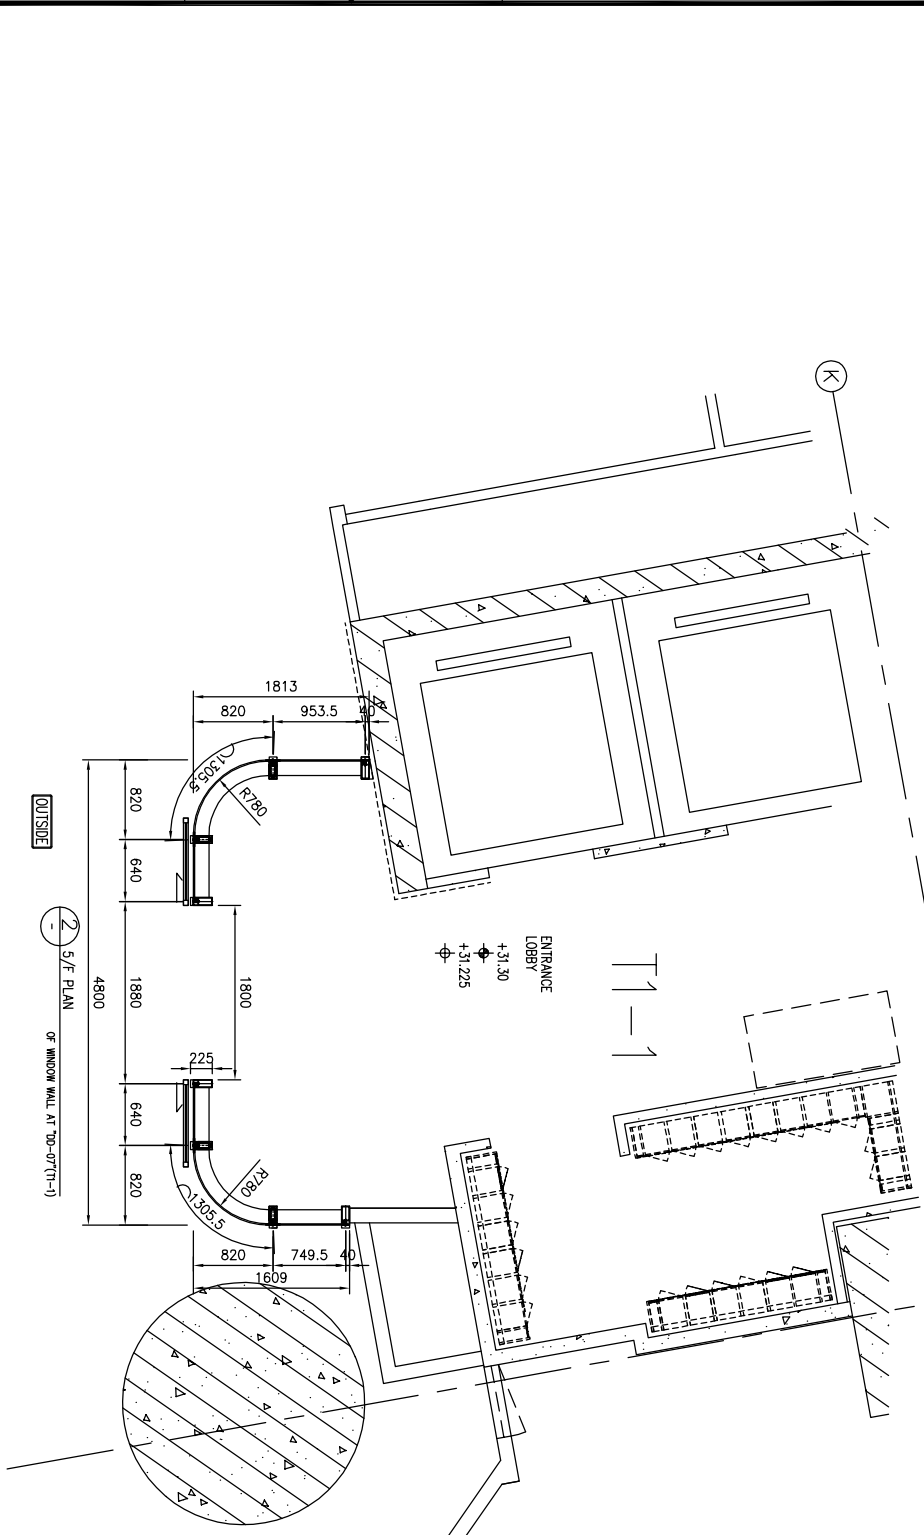 K
1813
820
953.5
40
1305.5
R780
820
640
1880
640
820
4800
1800
225
OUTSIDE
2
-
5/F PLAN
OF WINDOW WALL AT "DD-07"(T1-1)
ENTRANCE
LOBBY
+31.30
+31.225
T1-1
R780
1305.5
820
749.5
40
1609